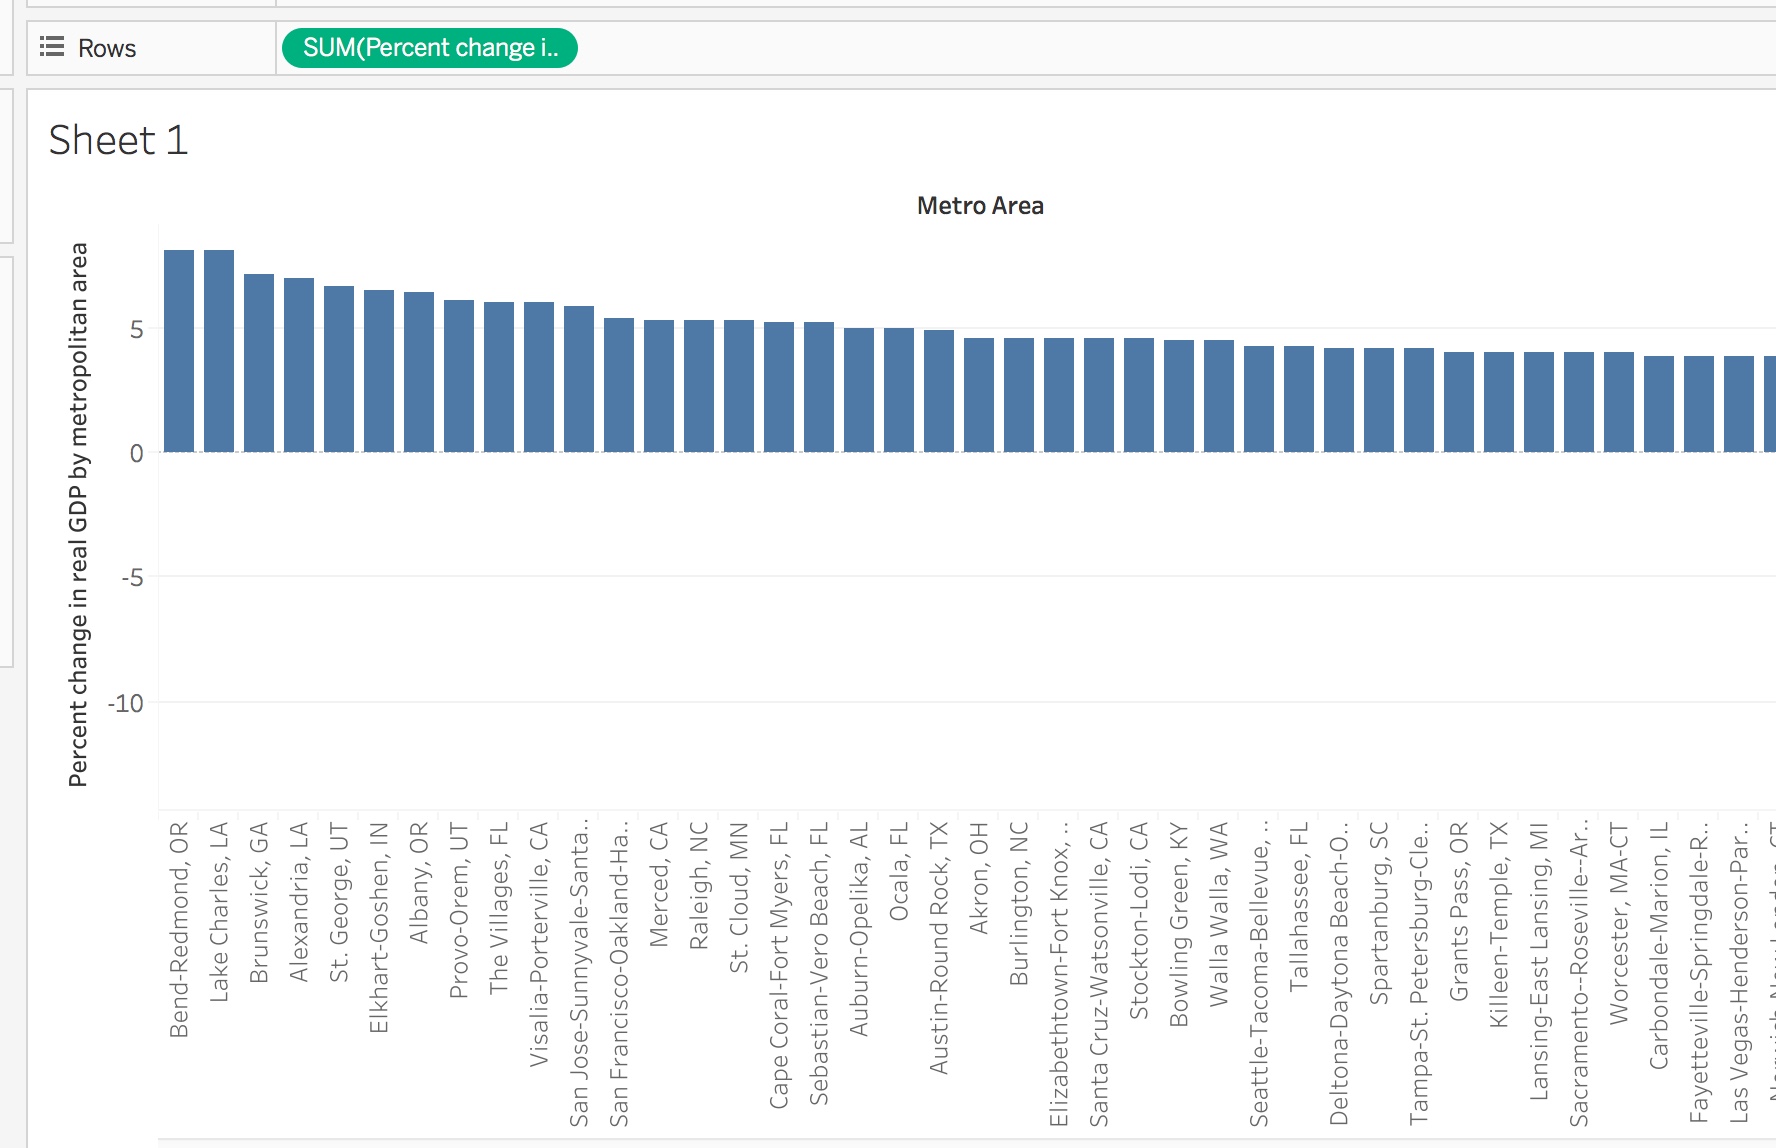 Rows
SUM(Percent change i..
Sheet 1
Metro Area
Percent change in real GDP by metropolitan area
5
0
-5
-10
Bend-Redmond, OR
Lake Charles, LA
Brunswick, GA
Alexandria, LA
St. George, UT
Elkhart-Goshen, IN
Albany, OR
Provo-Orem, UT
The Villages, FL
Visalia-Porterville, CA
San Jose-Sunnyvale-Santa..
San Francisco-Oakland-Ha..
Merced, CA
Raleigh, NC
St. Cloud, MN
Cape Coral-Fort Myers, FL
Sebastian-Vero Beach, FL
Auburn-Opelika, AL
Ocala, FL
Austin-Round Rock, TX
Akron, OH
Burlington, NC
Elizabethtown-Fort Knox, ..
Santa Cruz-Watsonville, CA
Stockton-Lodi, CA
Bowling Green, KY
Walla Walla, WA
Seattle-Tacoma-Bellevue, ..
Tallahassee, FL
Deltona-Daytona Beach-O..
Spartanburg, SC
Tampa-St. Petersburg-Cle..
Grants Pass, OR
Killeen-Temple, TX
Lansing-East Lansing, MI
Sacramento--Roseville--Ar..
Worcester, MA-CT
Carbondale-Marion, IL
Fayetteville-Springdale-R..
Las Vegas-Henderson-Par..